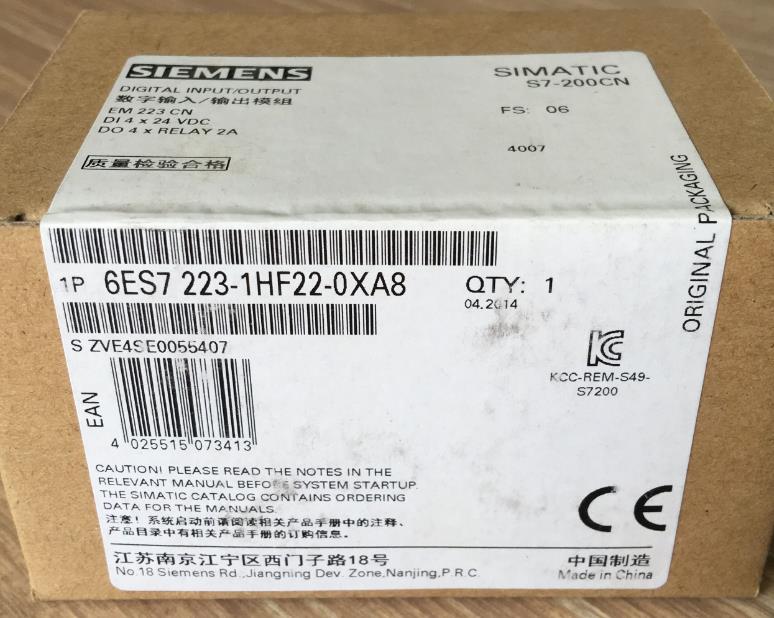 SIEMENS
SIMATIC
S7-200CN
DIGITAL INPUT/OUTPUT
数字输入/输出模组
EM 223 CN
DI 4 x 24 VDC
DO 4 x RELAY 2A
FS: 06
4007
质量检验合格
ORIGINAL PACKAGING
1P 6ES7 223-1HF22-0XA8
QTY: 1
04.2014
S ZVE4SE0055407
KCC-REM-S49-
S7200
EAN
4 025515 073413
CAUTION! PLEASE READ THE NOTES IN THE
RELEVANT MANUAL BEFORE SYSTEM STARTUP.
THE SIMATIC CATALOG CONTAINS ORDERING
DATA FOR THE MANUALS.
注意! 系统启动前请阅读相关产品手册中的注释、
产品目录中有相关产品手册的订购信息。
CE
江苏南京江宁区西门子路18号
No.18 Siemens Rd.,Jiangning Dev. Zone,Nanjing,P.R.C.
中国制造
Made in China